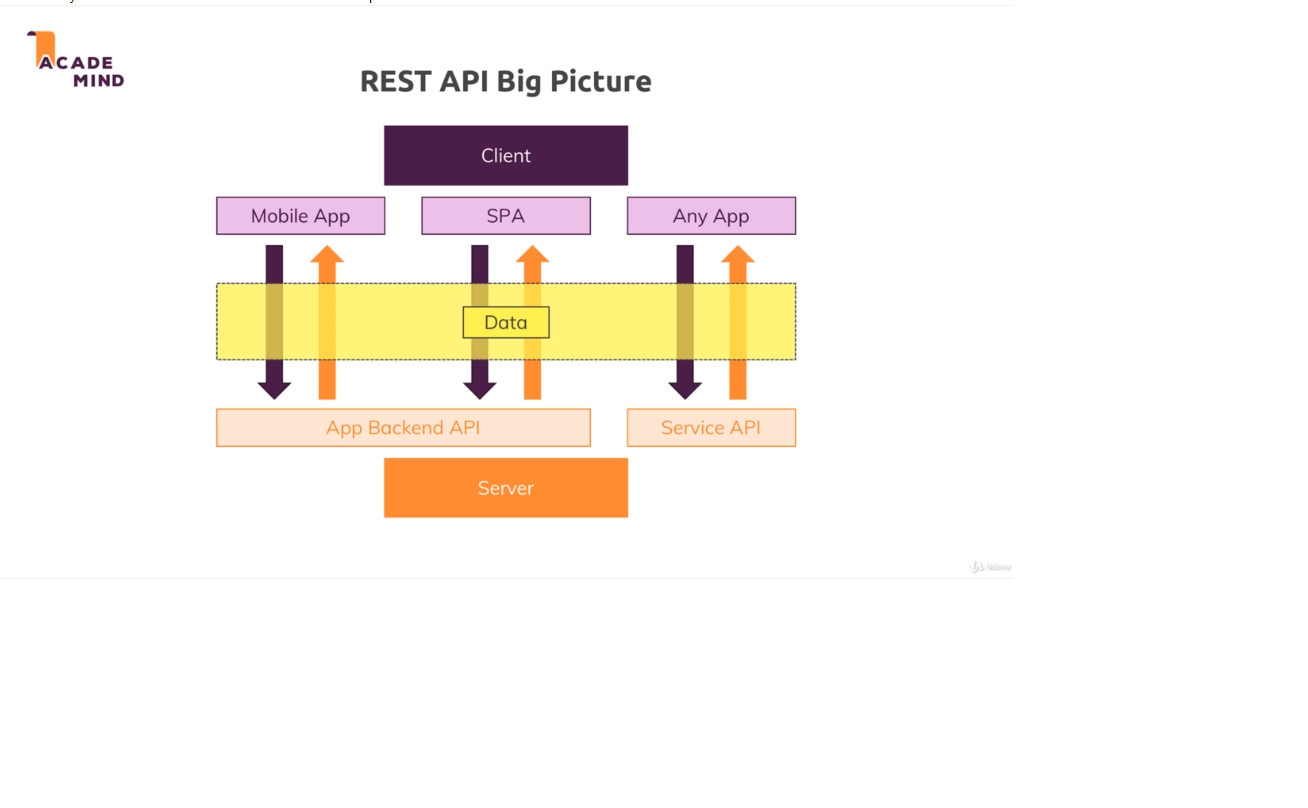 ACADE
MIND
REST API Big Picture
Client
Mobile App
SPA
Any App
Data
App Backend API
Service API
Server
Udemy